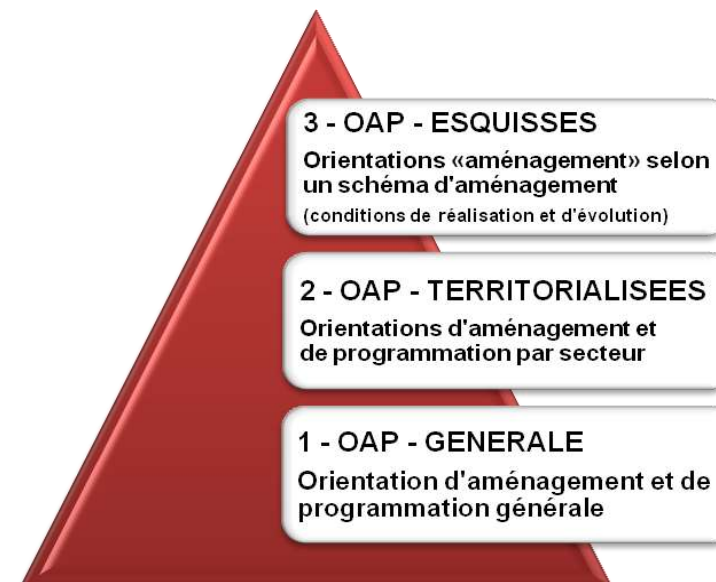 3 - OAP - ESQUISSES
Orientations «aménagement» selon
un schéma d'aménagement
(conditions de réalisation et d'évolution)
2 - OAP - TERRITORIALISEES
Orientations d'aménagement et
de programmation par secteur
1 - OAP - GENERALE
Orientation d'aménagement et de
programmation générale